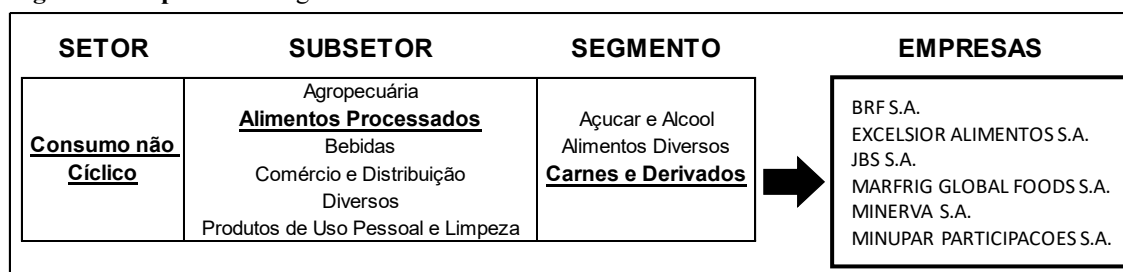 SETOR
SUBSETOR
SEGMENTO
EMPRESAS
Consumo não
Cíclico
Agropecuária
Alimentos Processados
Bebidas
Comércio e Distribuição
Diversos
Produtos de Uso Pessoal e Limpeza
Açucar e Alcool
Alimentos Diversos
Carnes e Derivados
BRF S.A.
EXCELSIOR ALIMENTOS S.A.
JBS S.A.
MARFRIG GLOBAL FOODS S.A.
MINERVA S.A.
MINUPAR PARTICIPACOES S.A.